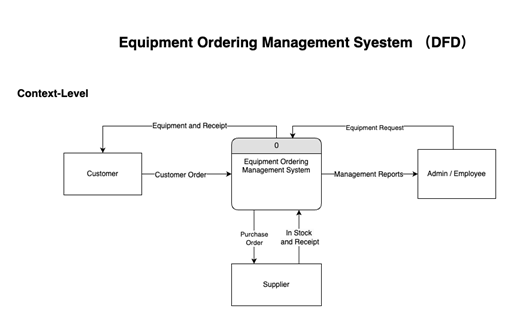 Equipment Ordering Management Syestem （DFD）
Context-Level
Equipment and Receipt
Equipment Request
0
Equipment Ordering
Management System
Customer
Customer Order
Management Reports
Admin / Employee
Purchase
Order
In Stock
and Receipt
Supplier